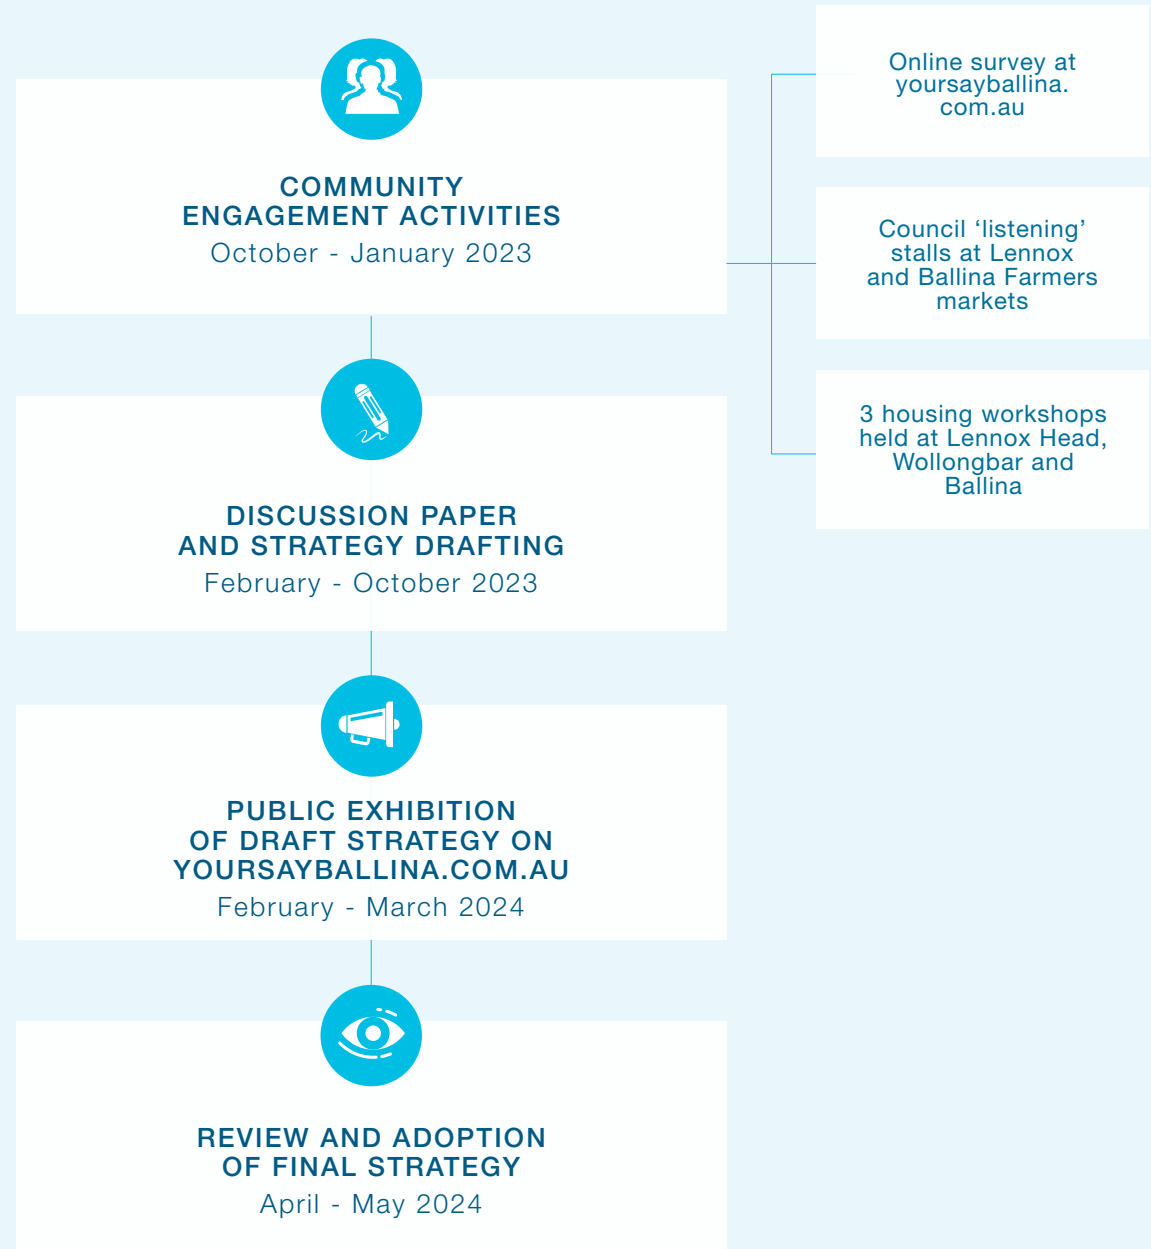 COMMUNITY
ENGAGEMENT ACTIVITIES
October - January 2023
Online survey at
yoursayballina.
com.au
Council ‘listening’
stalls at Lennox
and Ballina Farmers
markets
3 housing workshops
held at Lennox Head,
Wollongbar and
Ballina
DISCUSSION PAPER
AND STRATEGY DRAFTING
February - October 2023
PUBLIC EXHIBITION
OF DRAFT STRATEGY ON
YOURSAYBALLINA.COM.AU
February - March 2024
REVIEW AND ADOPTION
OF FINAL STRATEGY
April - May 2024